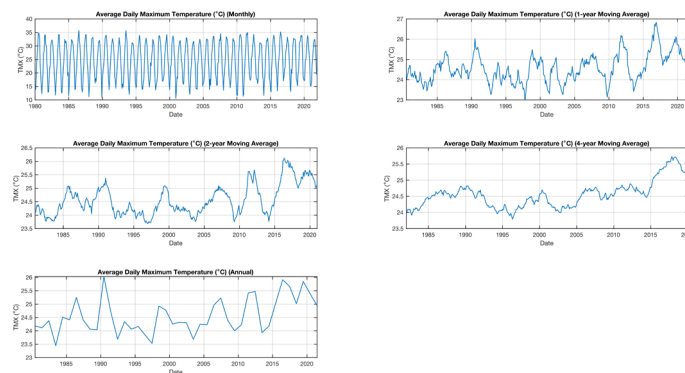 Average Daily Maximum Temperature (°C) (Monthly)
40
35
30
25
20
15
10
TMX (°C)
1980 1985 1990 1995 2000 2005 2010 2015 2020
Date
Average Daily Maximum Temperature (°C) (1-year Moving Average)
27
26
25
24
23
TMX (°C)
1985 1990 1995 2000 2005 2010 2015 2020
Date
Average Daily Maximum Temperature (°C) (2-year Moving Average)
26.5
26
25.5
25
24.5
24
23.5
TMX (°C)
1985 1990 1995 2000 2005 2010 2015 2020
Date
Average Daily Maximum Temperature (°C) (4-year Moving Average)
26
25.5
25
24.5
24
23.5
TMX (°C)
1985 1990 1995 2000 2005 2010 2015 2020
Date
Average Daily Maximum Temperature (°C) (Annual)
26
25
24
23
TMX (°C)
1985 1990 1995 2000 2005 2010 2015 2020
Date